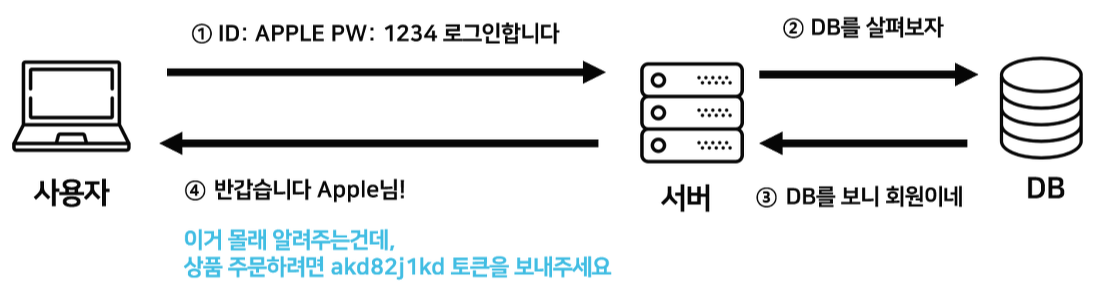 ① ID: APPLE PW: 1234 로그인합니다
② DB를 살펴보자
사용자
④ 반갑습니다 Apple님!
이거 몰래 알려주는건데,
상품 주문하려면 akd82j1kd 토큰을 보내주세요
서버
③ DB를 보니 회원이네
DB